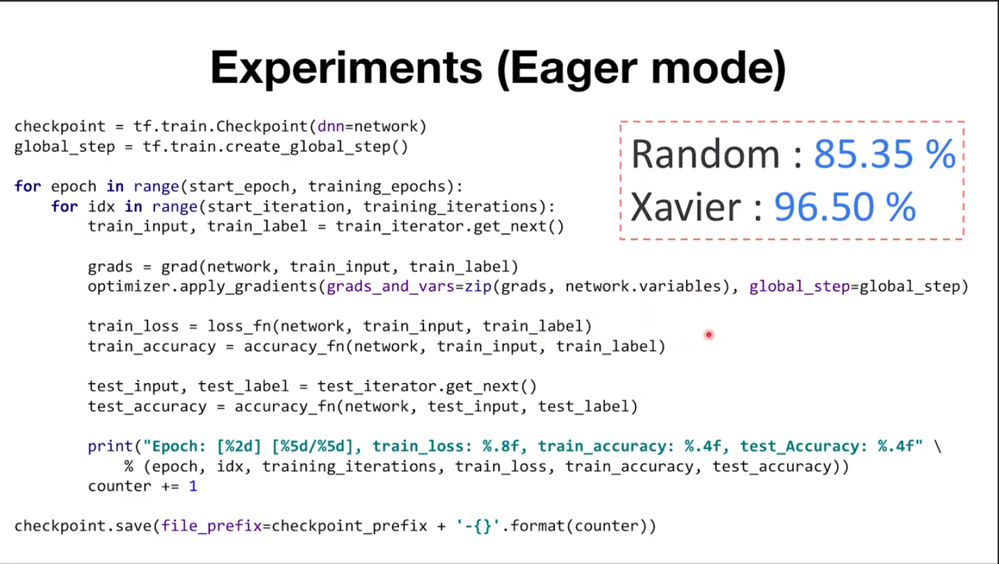 Experiments (Eager mode)
checkpoint = tf.train.Checkpoint(dnn=network)
global_step = tf.train.create_global_step()
Random : 85.35 %
Xavier : 96.50 %
for epoch in range(start_epoch, training_epochs):
    for idx in range(start_iteration, training_iterations):
        train_input, train_label = train_iterator.get_next()
        grads = grad(network, train_input, train_label)
        optimizer.apply_gradients(grads_and_vars=zip(grads, network.variables), global_step=global_step)
        train_loss = loss_fn(network, train_input, train_label)
        train_accuracy = accuracy_fn(network, train_input, train_label)
        test_input, test_label = test_iterator.get_next()
        test_accuracy = accuracy_fn(network, test_input, test_label)
        print("Epoch: [%2d] [%5d/%5d], train_loss: %.8f, train_accuracy: %.4f, test_Accuracy: %.4f" \
            % (epoch, idx, training_iterations, train_loss, train_accuracy, test_accuracy))
        counter += 1
checkpoint.save(file_prefix=checkpoint_prefix + '-{}'.format(counter))